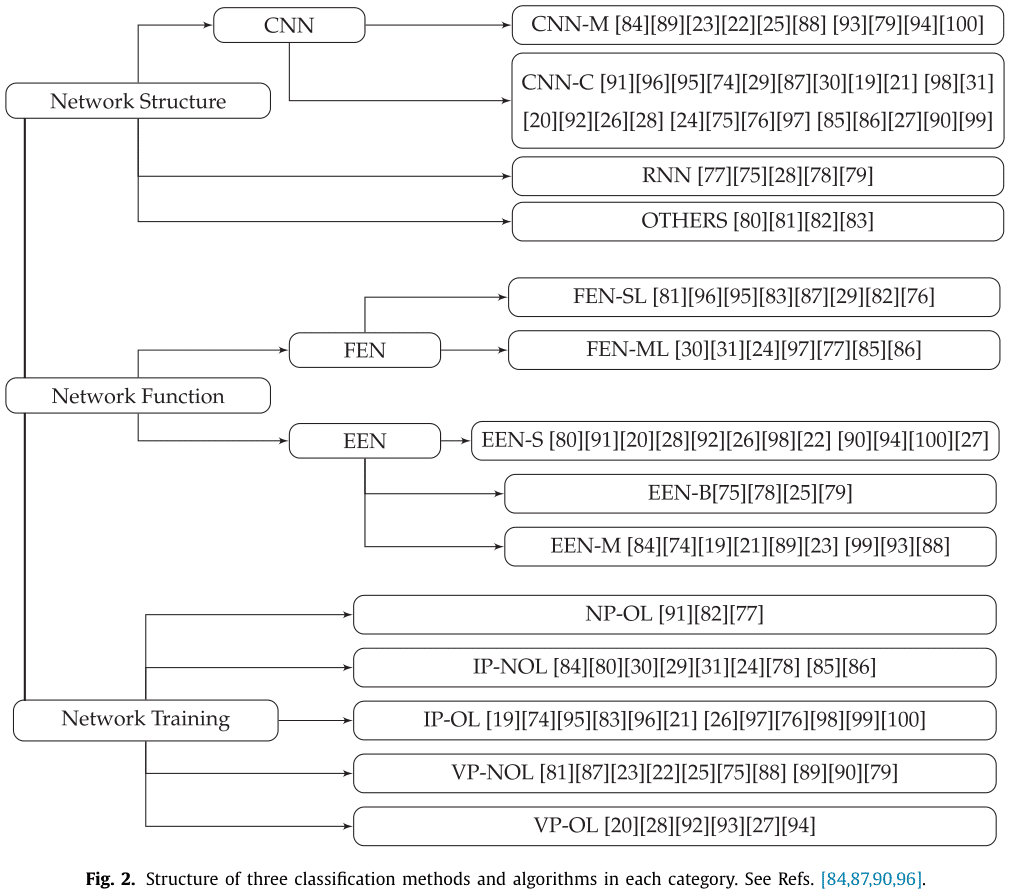 CNN
CNN-M [84][89][23][22][25][88] [93][79][94][100]
CNN-C [91][96][95][74][29][87][30][19][21] [98][31]
[20][92][26][28] [24][75][76][97] [85][86][27][90][99]
Network Structure
RNN [77][75][28][78][79]
OTHERS [80][81][82][83]
FEN-SL [81][96][95][83][87][29][82][76]
FEN
FEN-ML [30][31][24][97][77][85][86]
Network Function
EEN
EEN-S [80][91][20][28][92][26][98][22] [90][94][100][27]
EEN-B[75][78][25][79]
EEN-M [84][74][19][21][89][23] [99][93][88]
NP-OL [91][82][77]
IP-NOL [84][80][30][29][31][24][78] [85][86]
Network Training
IP-OL [19][74][95][83][96][21] [26][97][76][98][99][100]
VP-NOL [81][87][23][22][25][75][88] [89][90][79]
VP-OL [20][28][92][93][27][94]
Fig. 2. Structure of three classification methods and algorithms in each category. See Refs. [84,87,90,96].